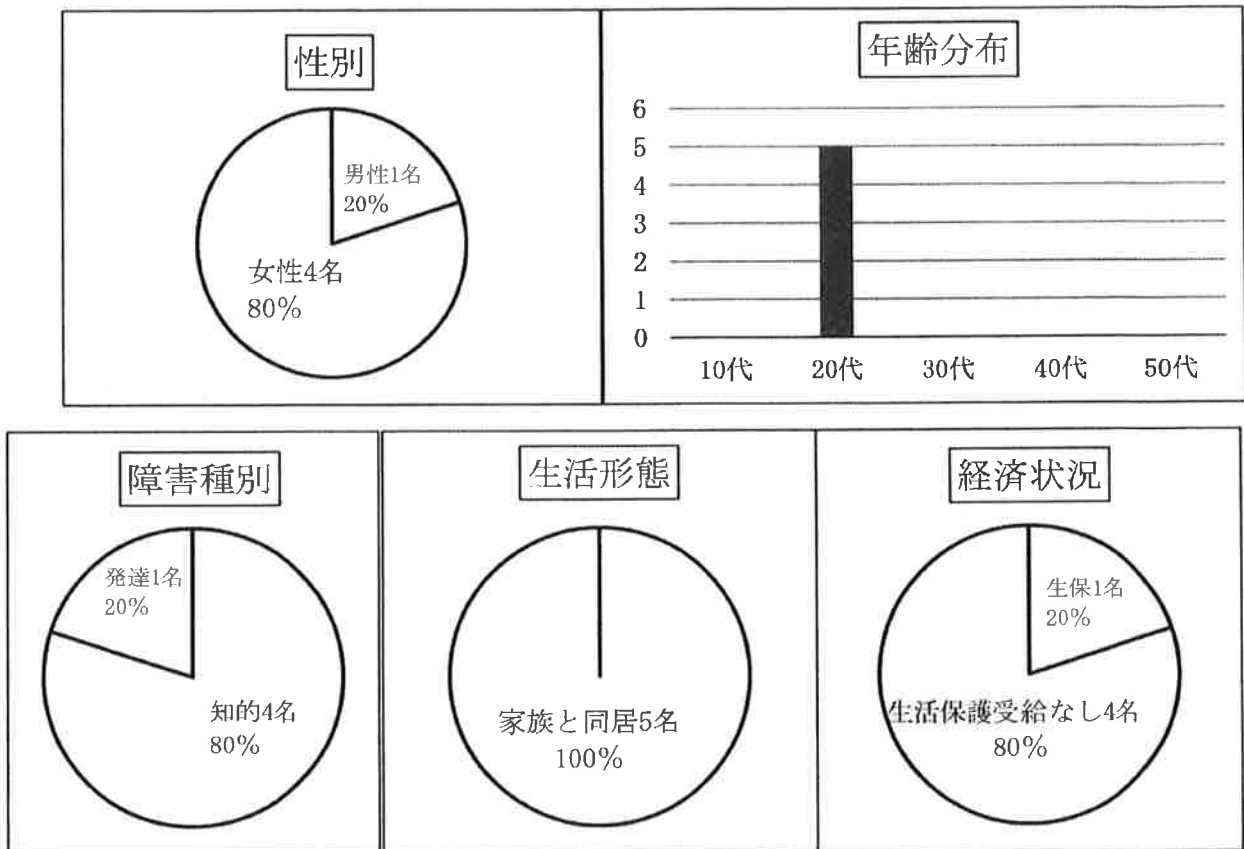 性別
男性1名
20%
女性4名
80%
年齢分布
6
5
4
3
2
1
0
10代 20代 30代 40代 50代
障害種別
発達1名
20%
知的4名
80%
生活形態
家族と同居5名
100%
経済状況
生保1名
20%
生活保護受給なし4名
80%